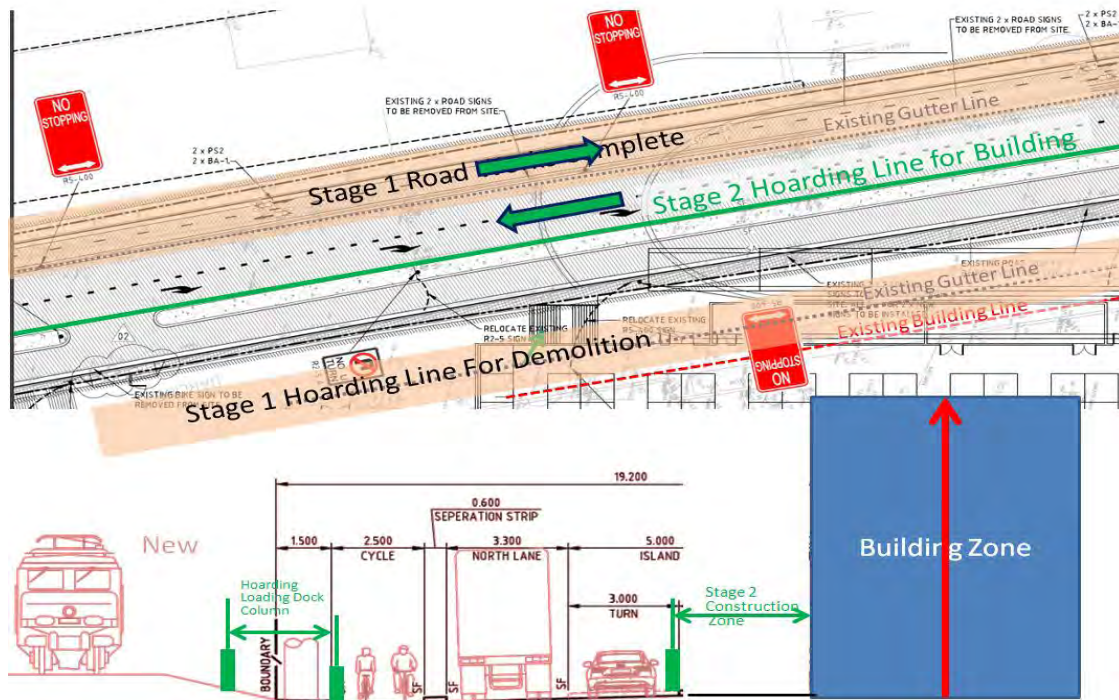 NO
STOPPING
R5-400
EXISTING 2 x ROAD SIGNS
TO BE REMOVED FROM SITE.
2 x PS2
2 x BA-1
NO
STOPPING
R5-400
EXISTING 2 x ROAD SIGNS
TO BE REMOVED FROM SITE
2 x PS2
2 x BA-1
Existing Gutter Line
Stage 1 Road
mplete
Stage 2 Hoarding Line for Building
SF
Existing Gutter Line
Existing Building Line
RELOCATE EXISTING
R2-5 SIGN
RELOCATE EXISTING
NO
STOPPING
02
Stage 1 Hoarding Line For Demolition
EXISTING BIKE SIGN TO BE
REMOVED FROM SITE
19.200
0.600
SEPERATION STRIP
1.500
2.500
3.300
5.000
CYCLE
NORTH LANE
ISLAND
New
Building Zone
Hoarding
Loading Dock
Column
3.000
TURN
Stage 2
Construction
Zone
BOUNDARY
SF
SF
SF